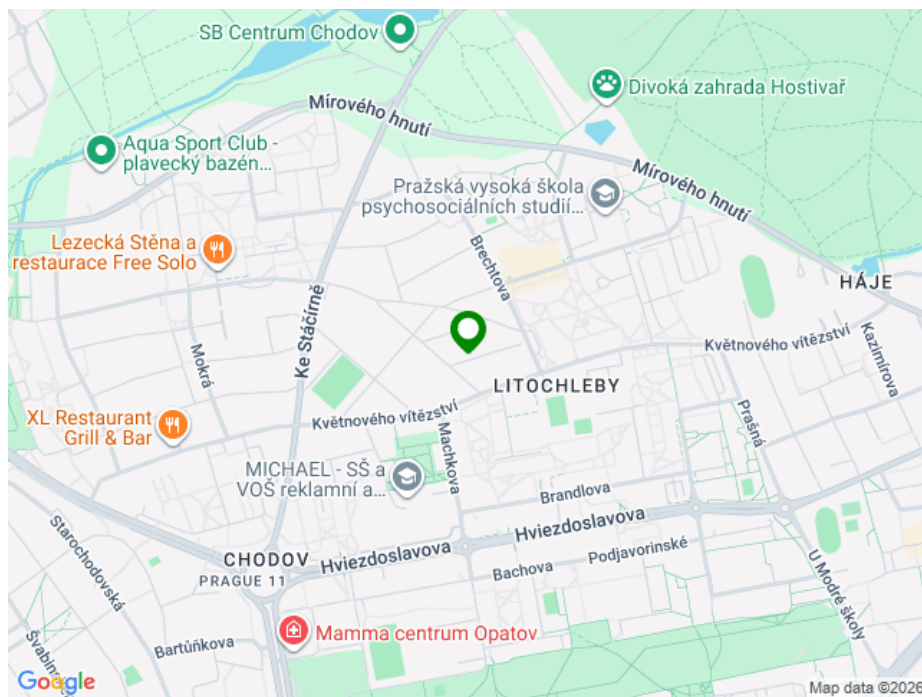 SB Centrum Chodov
Divoká zahrada Hostivař
Mírového hnutí
Aqua Sport Club -
plavecký bazén...
Mírového hnutí
Pražská vysoká škola
psychosociálních studií...
Lezecká Stěna a
restaurace Free Solo
Brechtova
HÁJE
Ke Stáčírně
Květnového vítězství
Kazimírova
Mokrá
LITOCHLEBY
XL Restaurant
Grill & Bar
Květnového vítězství
Prašná
Machkova
MICHAEL - SŠ a
VOŠ reklamní a...
Brandlova
Hviezdoslavova
Starochodovská
CHODOV
PRAGUE 11
Hviezdoslavova
Podjavorinské
Bachova
U Modré školy
Mamma centrum Opatov
Bartůňkova
Google
Map data ©2026